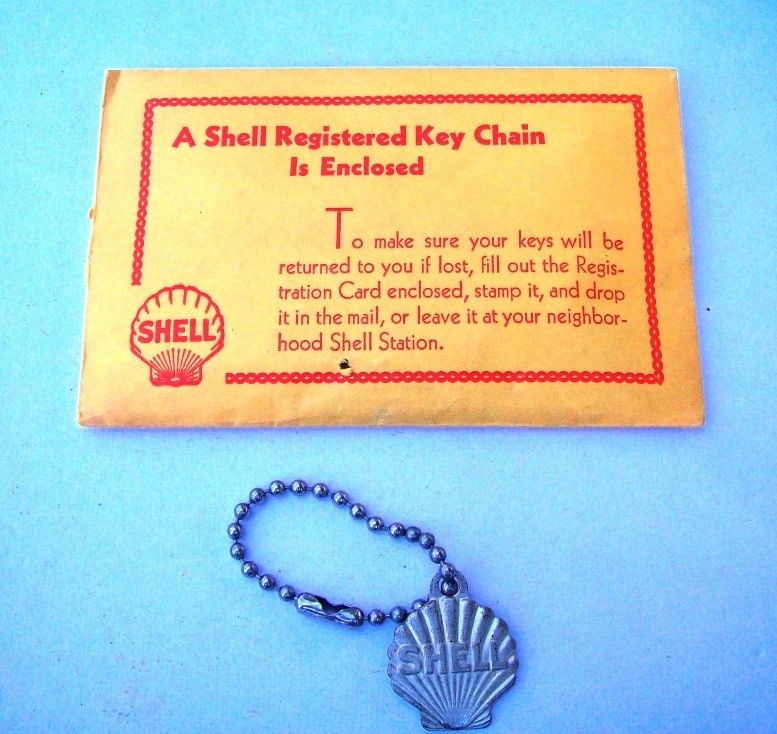 A Shell Registered Key Chain
Is Enclosed
To make sure your keys will be
returned to you if lost, fill out the Regis-
tration Card enclosed, stamp it, and drop
it in the mail, or leave it at your neighbor-
hood Shell Station.
SHELL
SHELL